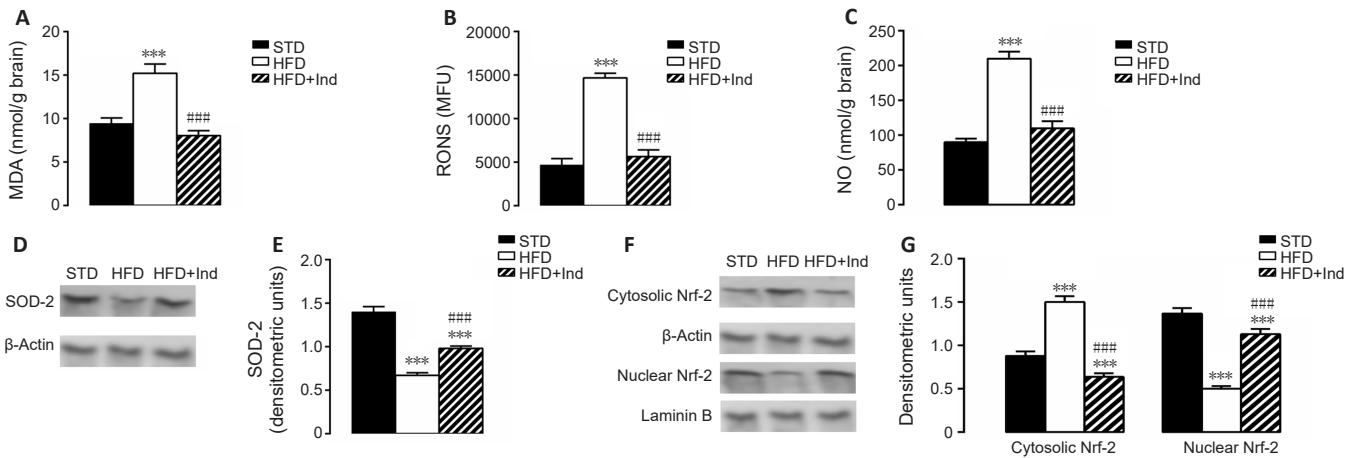 A
MDA (nmol/g brain)
20
15
10
5
0
***
###
STD
HFD
HFD+Ind
B
RONS (MFU)
20000
15000
10000
5000
0
***
###
STD
HFD
HFD+Ind
C
NO (nmol/g brain)
250
200
150
100
50
0
***
###
STD
HFD
HFD+Ind
D
STD HFD HFD+Ind
SOD-2
β-Actin
E
SOD-2
(densitometric units)
2.0
1.5
1.0
0.5
0
***
###
***
STD
HFD
HFD+Ind
F
STD HFD HFD+Ind
Cytosolic Nrf-2
β-Actin
Nuclear Nrf-2
Laminin B
G
Densitometric units
2.0
1.5
1.0
0.5
0
***
###
***
***
###
***
Cytosolic Nrf-2 Nuclear Nrf-2
STD
HFD
HFD+Ind